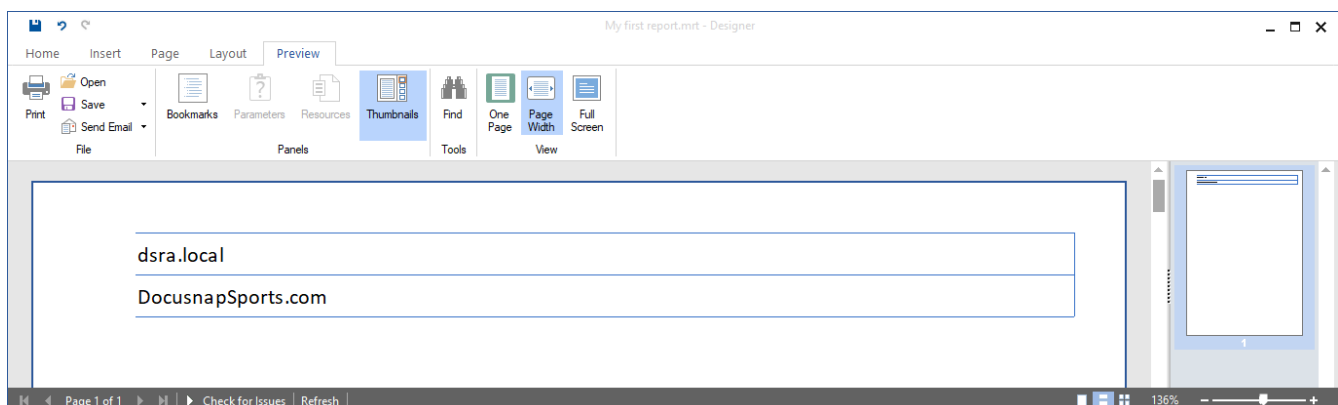 My first report.mrt - Designer
Home Insert Page Layout Preview
Print
Open
Save
Send Email
Bookmarks
?
Parameters
Resources
Thumbnails
Find
One Page
Page Width
Full Screen
File Panels Tools View
dsra.local
DocusnapSports.com
1
Page 1 of 1 Check for Issues Refresh 136%